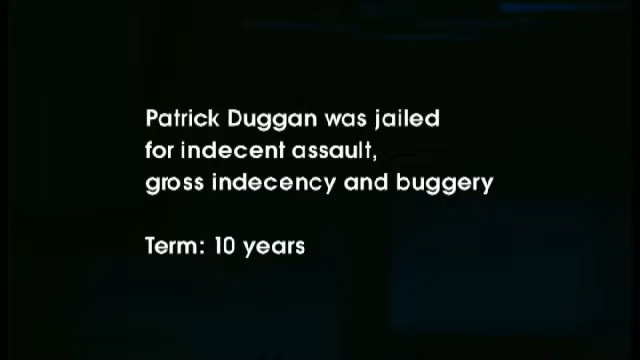 Patrick Duggan was jailed
for indecent assault,
gross indecency and buggery
Term: 10 years